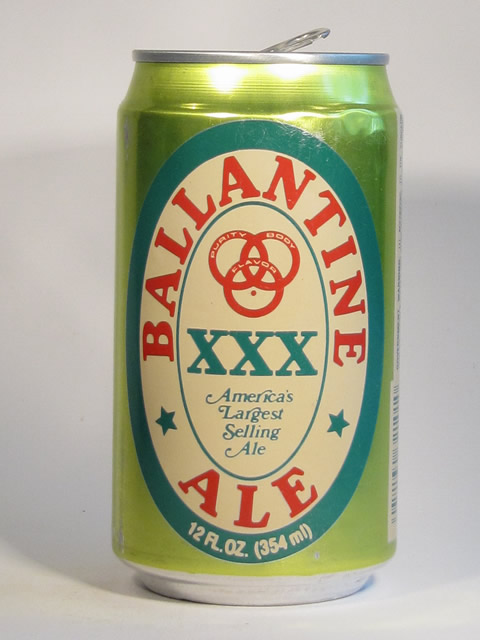 BALLANTINE
PURITY BODY
FLAVOR
XXX
America's
Largest
Selling
Ale
ALE
12 FL. OZ. (354 ml)